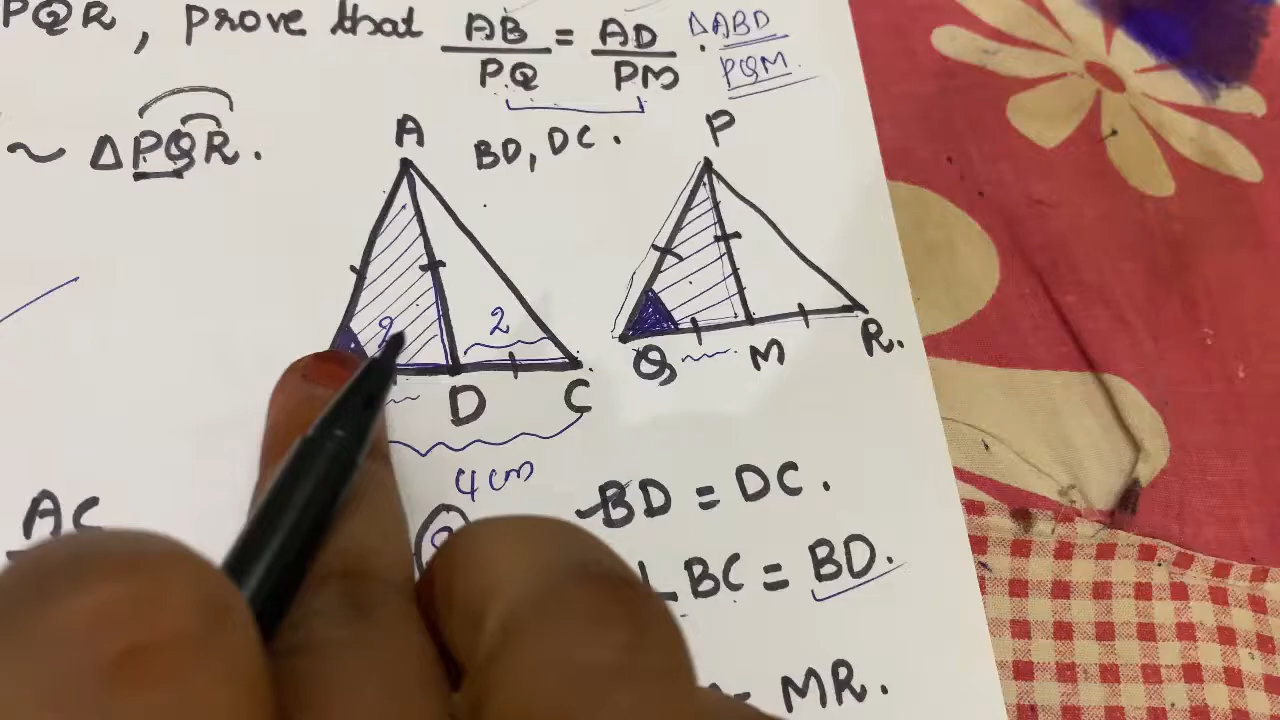 PQR, prove that AB/PQ = AD/PM . ΔABD/PQM.
~ ΔPQR.
BD, DC.
A
P
2
2
D
C
Q
M
R.
4cm
BD = DC.
BC = BD.
AC
= MR.